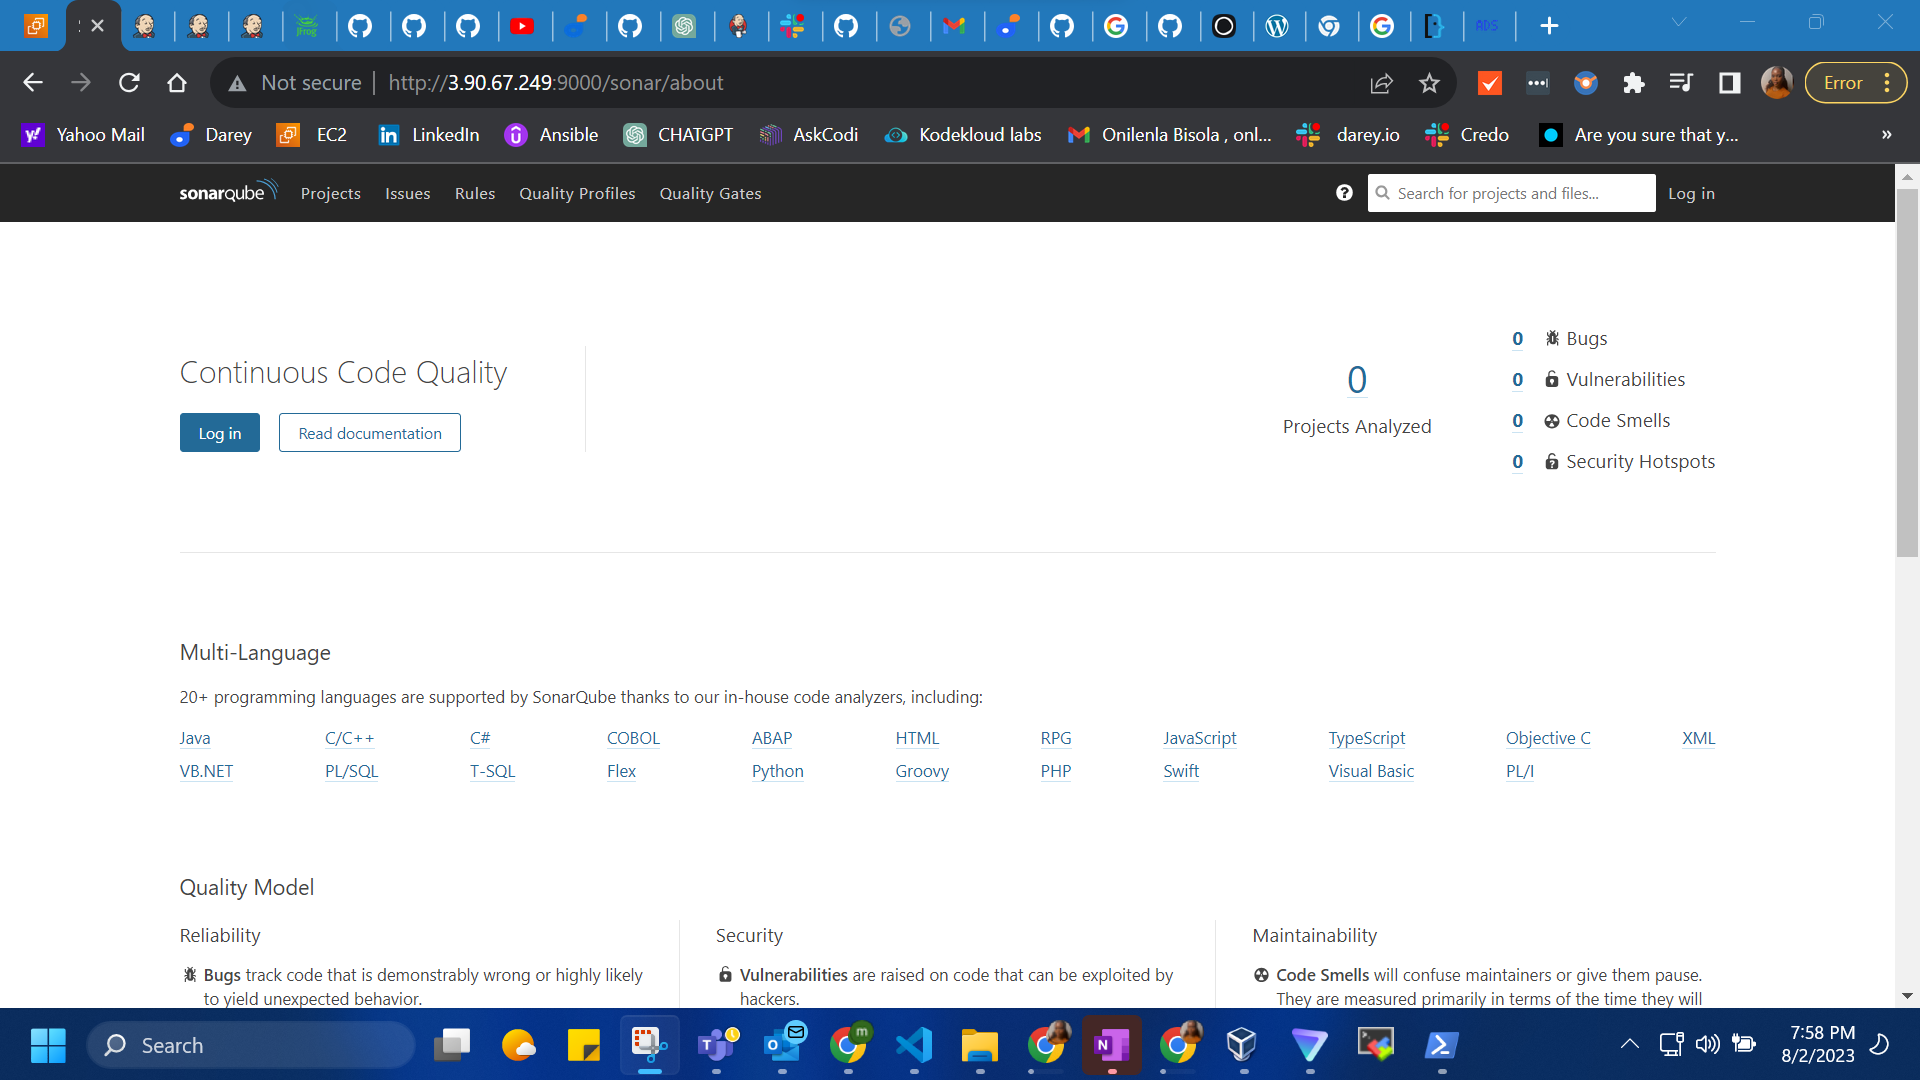 ADS
Not secure http://3.90.67.249:9000/sonar/about Error
Yahoo Mail Darey EC2 LinkedIn Ansible CHATGPT AskCodi Kodekloud labs Onilenla Bisola , onl... darey.io Credo Are you sure that y... »
sonarqube Projects Issues Rules Quality Profiles Quality Gates Search for projects and files... Log in
0 Bugs
Continuous Code Quality 0 0 Vulnerabilities
Log in Read documentation Projects Analyzed 0 Code Smells
0 Security Hotspots
Multi-Language
20+ programming languages are supported by SonarQube thanks to our in-house code analyzers, including:
Java C/C++ C# COBOL ABAP HTML RPG JavaScript TypeScript Objective C XML
VB.NET PL/SQL T-SQL Flex Python Groovy PHP Swift Visual Basic PL/I
Quality Model
Reliability Security Maintainability
Bugs track code that is demonstrably wrong or highly likely Vulnerabilities are raised on code that can be exploited by Code Smells will confuse maintainers or give them pause.
to yield unexpected behavior. hackers. They are measured primarily in terms of the time they will
Search 7:58 PM
8/2/2023